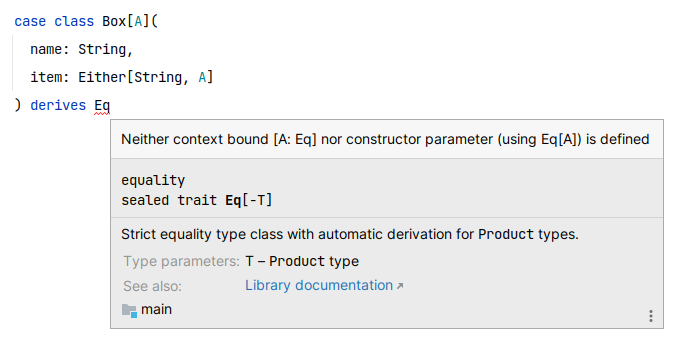 case class Box[A](
name: String,
item: Either[String, A]
) derives Eq
Neither context bound [A: Eq] nor constructor parameter (using Eq[A]) is defined
equality
sealed trait Eq[-T]
Strict equality type class with automatic derivation for Product types.
Type parameters: T – Product type
See also: Library documentation ↗
main